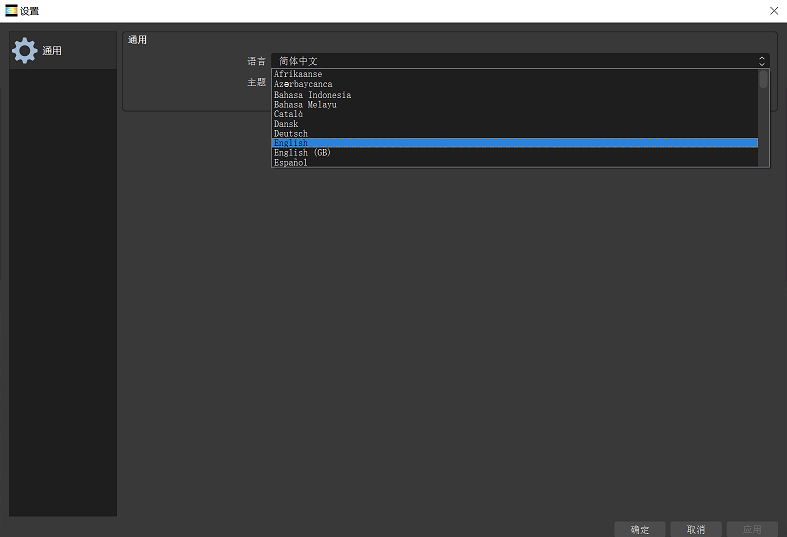 设置
通用
通用
语言
简体中文
主题
Afrikaanse
Azərbaycanca
Bahasa Indonesia
Bahasa Melayu
Català
Dansk
Deutsch
English
English (GB)
Español
确定
取消
应用